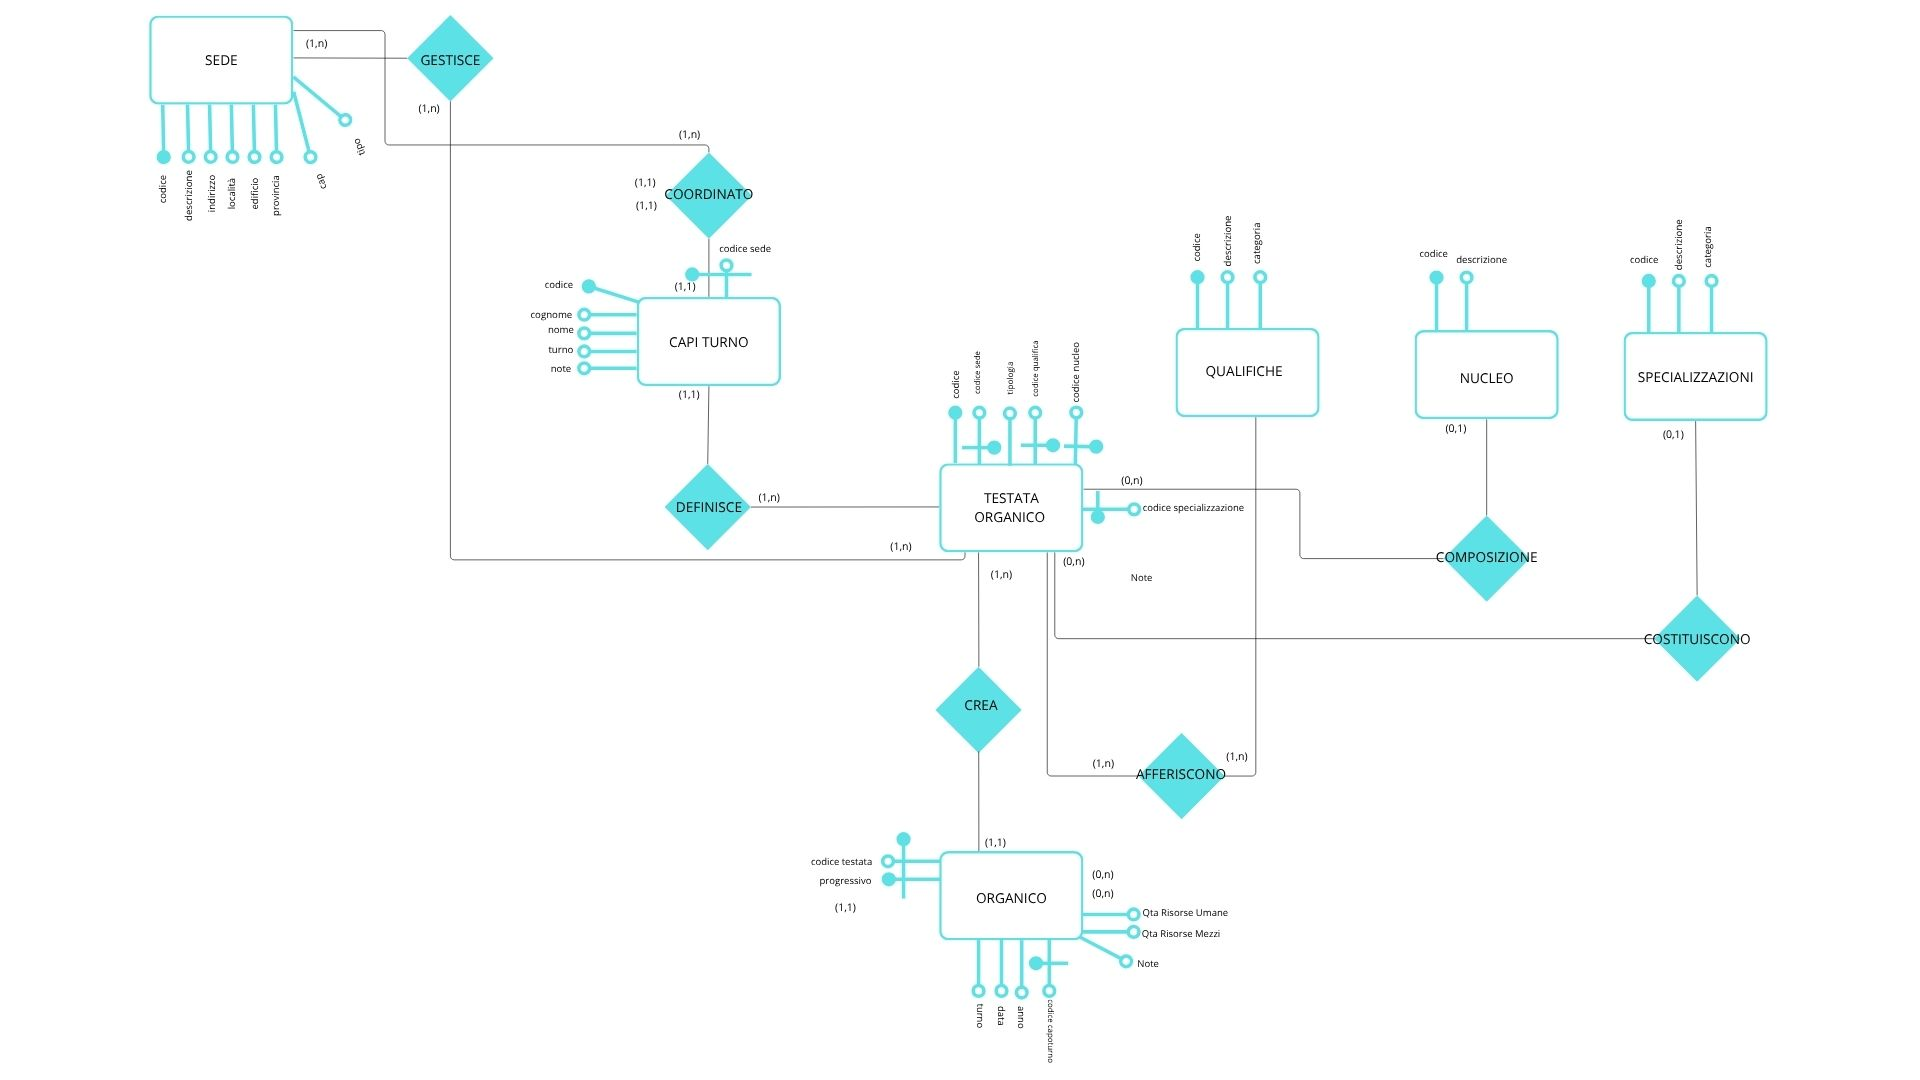 SEDE
(1,n)
GESTISCE
(1,n)
codice
descrizione
indirizzo
località
edificio
provincia
cap
tipo
(1,n)
(1,1)
COORDINATO
(1,1)
codice sede
(1,1)
codice
cognome
nome
turno
note
CAPI TURNO
(1,1)
DEFINISCE
(1,n)
(1,n)
codice
codice sede
tipologia
codice qualifica
codice nucleo
TESTATA
ORGANICO
(0,n)
codice specializzazione
(1,n)
(0,n)
Note
codice
descrizione
categoria
QUALIFICHE
codice
descrizione
NUCLEO
(0,1)
codice
descrizione
categoria
SPECIALIZZAZIONI
(0,1)
COMPOSIZIONE
COSTITUISCONO
CREA
(1,n)
AFFERISCONO
(1,n)
(1,1)
codice testata
progressivo
(1,1)
ORGANICO
(0,n)
(0,n)
Qta Risorse Umane
Qta Risorse Mezzi
Note
turno
data
anno
codice capoturno